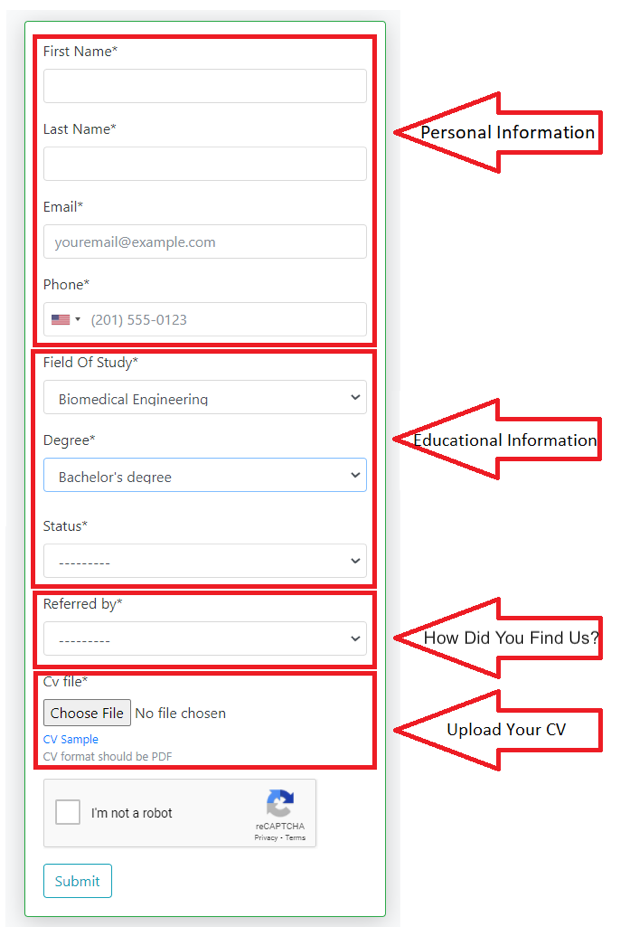 First Name*
Last Name*
Personal Information
Email*
youremail@example.com
Phone*
(201) 555-0123
Field Of Study*
Biomedical Engineering
Degree*
Educational Information
Bachelor's degree
Status*
---------
Referred by*
---------
How Did You Find Us?
Cv file*
Choose File No file chosen
Upload Your CV
CV Sample
CV format should be PDF
I'm not a robot
reCAPTCHA
Privacy - Terms
Submit